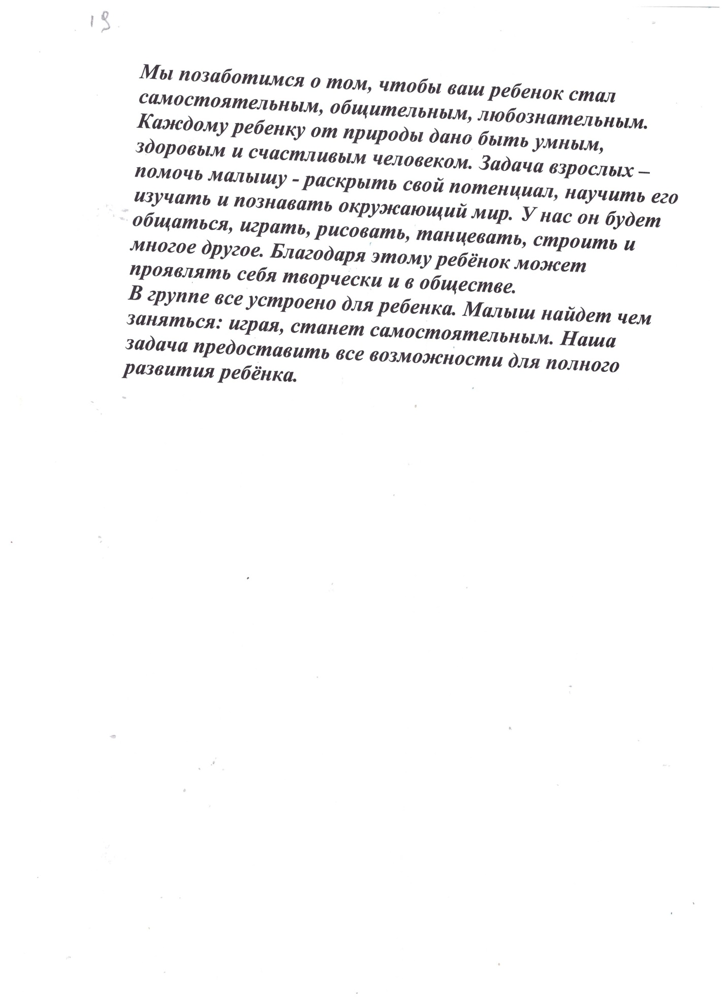 19
Мы позаботимся о том, чтобы ваш ребенок стал
самостоятельным, общительным, любознательным.
Каждому ребенку от природы дано быть умным,
здоровым и счастливым человеком. Задача взрослых –
помочь малышу - раскрыть свой потенциал, научить его
изучать и познавать окружающий мир. У нас он будет
общаться, играть, рисовать, танцевать, строить и
многое другое. Благодаря этому ребёнок может
проявлять себя творчески и в обществе.
В группе все устроено для ребенка. Малыш найдет чем
заняться: играя, станет самостоятельным. Наша
задача предоставить все возможности для полного
развития ребёнка.